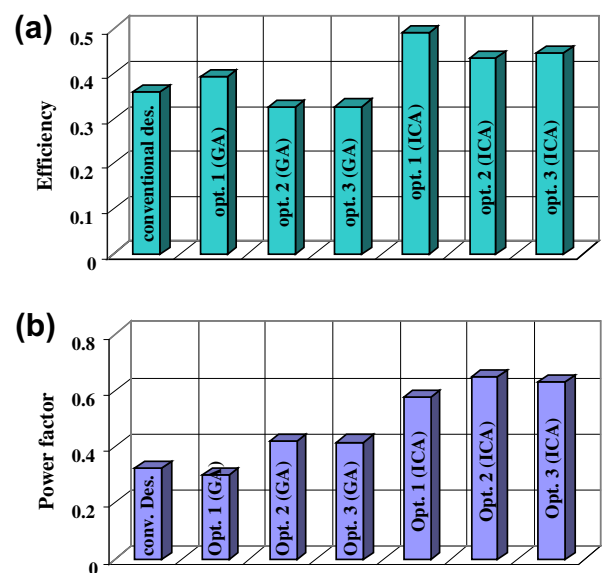 (a)
0.5
0.4
0.3
0.2
0.1
0
Efficiency
conventional des.
opt. 1 (GA)
opt. 2 (GA)
opt. 3 (GA)
opt. 1 (ICA)
opt. 2 (ICA)
opt. 3 (ICA)
(b)
0.8
0.6
0.4
0.2
0
Power factor
conv. Des.
Opt. 1 (GA)
Opt. 2 (GA)
Opt. 3 (GA)
Opt. 1 (ICA)
Opt. 2 (ICA)
Opt. 3 (ICA)